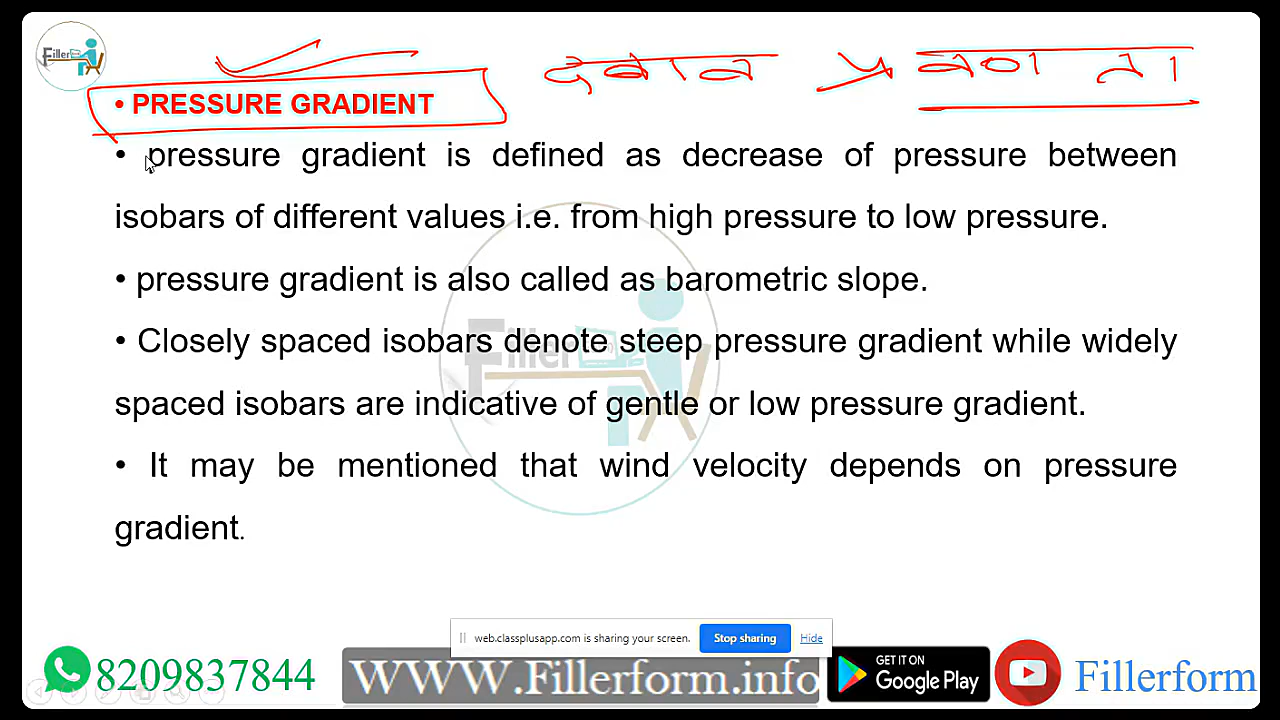 Filler
• PRESSURE GRADIENT
• pressure gradient is defined as decrease of pressure between
isobars of different values i.e. from high pressure to low pressure.
• pressure gradient is also called as barometric slope.
• Closely spaced isobars denote steep pressure gradient while widely
spaced isobars are indicative of gentle or low pressure gradient.
• It may be mentioned that wind velocity depends on pressure
gradient.
Filler
web.classplusapp.com is sharing your screen. Stop sharing Hide
8209837844 WWW.Fillerform.info GET IT ON Google Play Fillerform